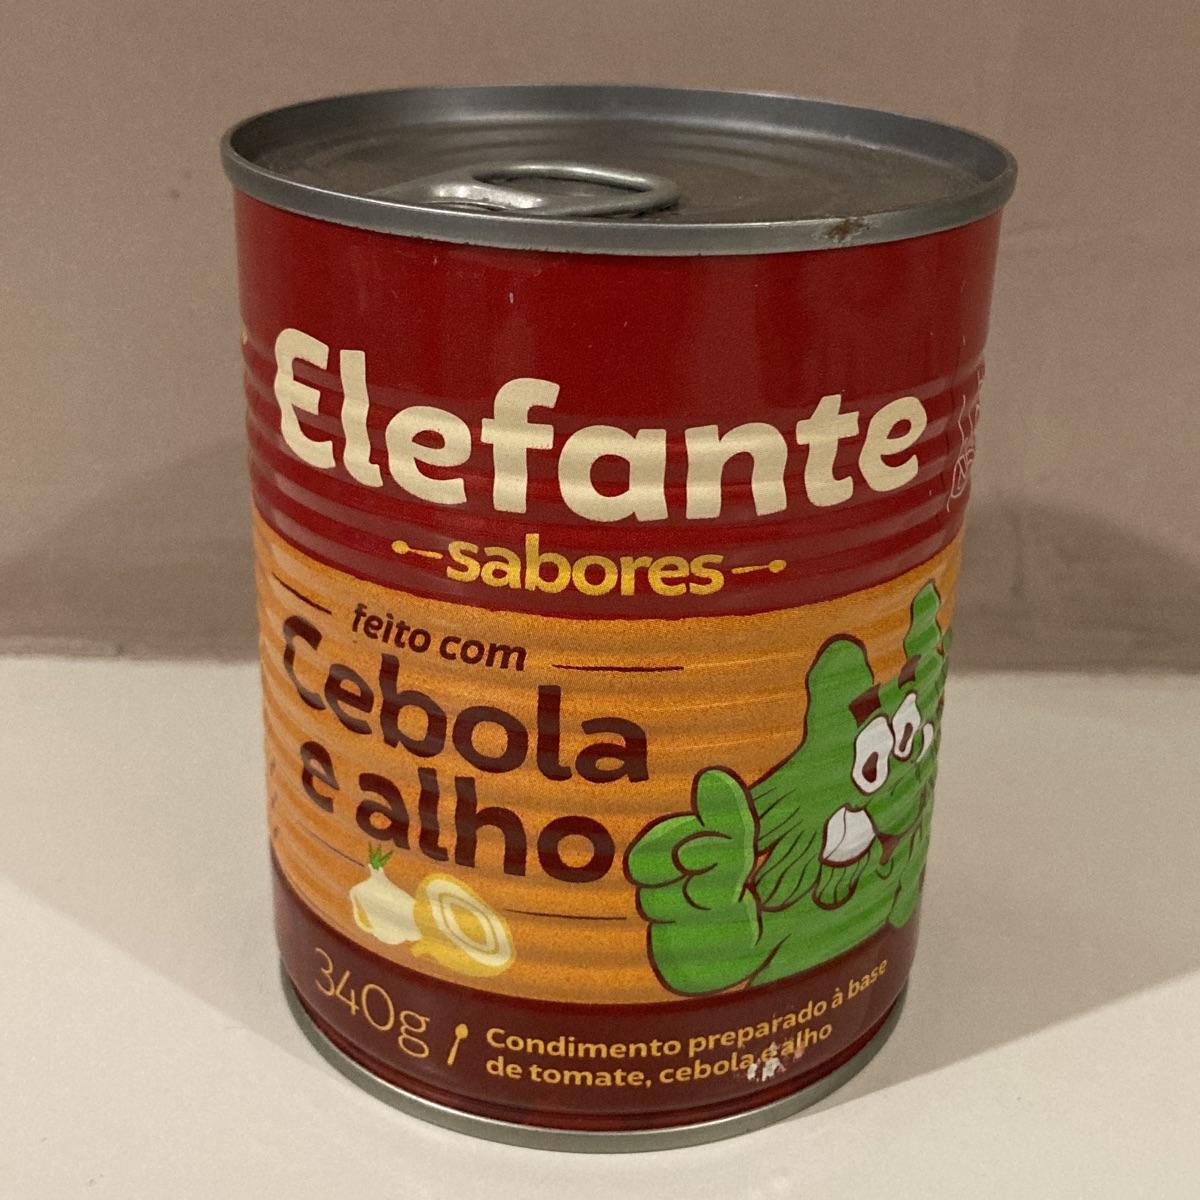 Elefante
sabores
feito com
Cebola
e alho
340g
Condimento preparado à base
de tomate, cebola e alho